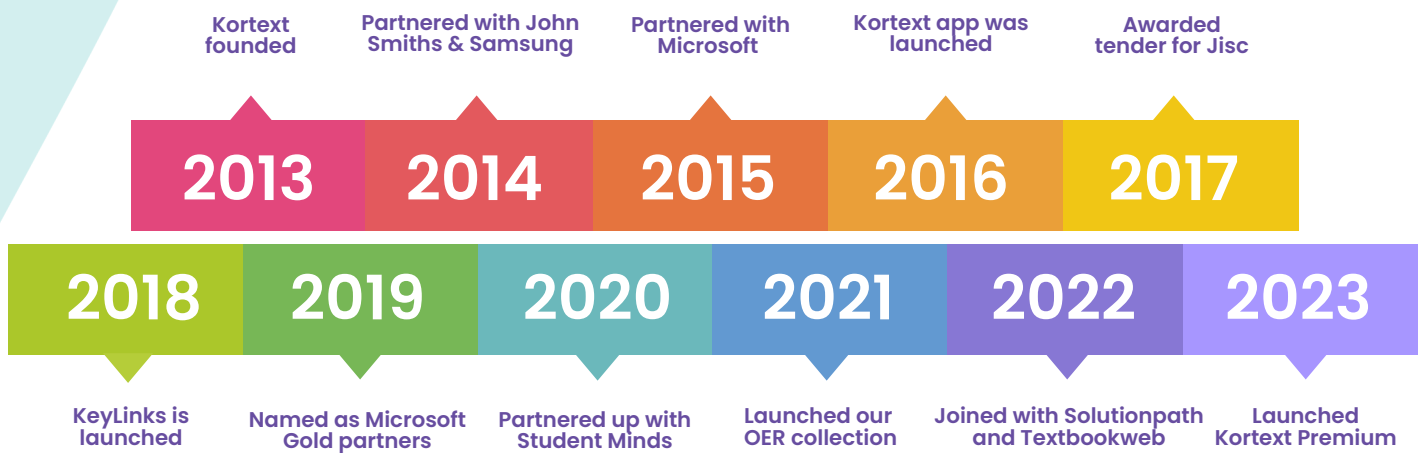 Kortext
founded
Partnered with John
Smiths & Samsung
Partnered with
Microsoft
Kortext app was
launched
Awarded
tender for Jisc
2013
2014
2015
2016
2017
2018
2019
2020
2021
2022
2023
KeyLinks is
launched
Named as Microsoft
Gold partners
Partnered up with
Student Minds
Launched our
OER collection
Joined with Solutionpath
and Textbookweb
Launched
Kortext Premium